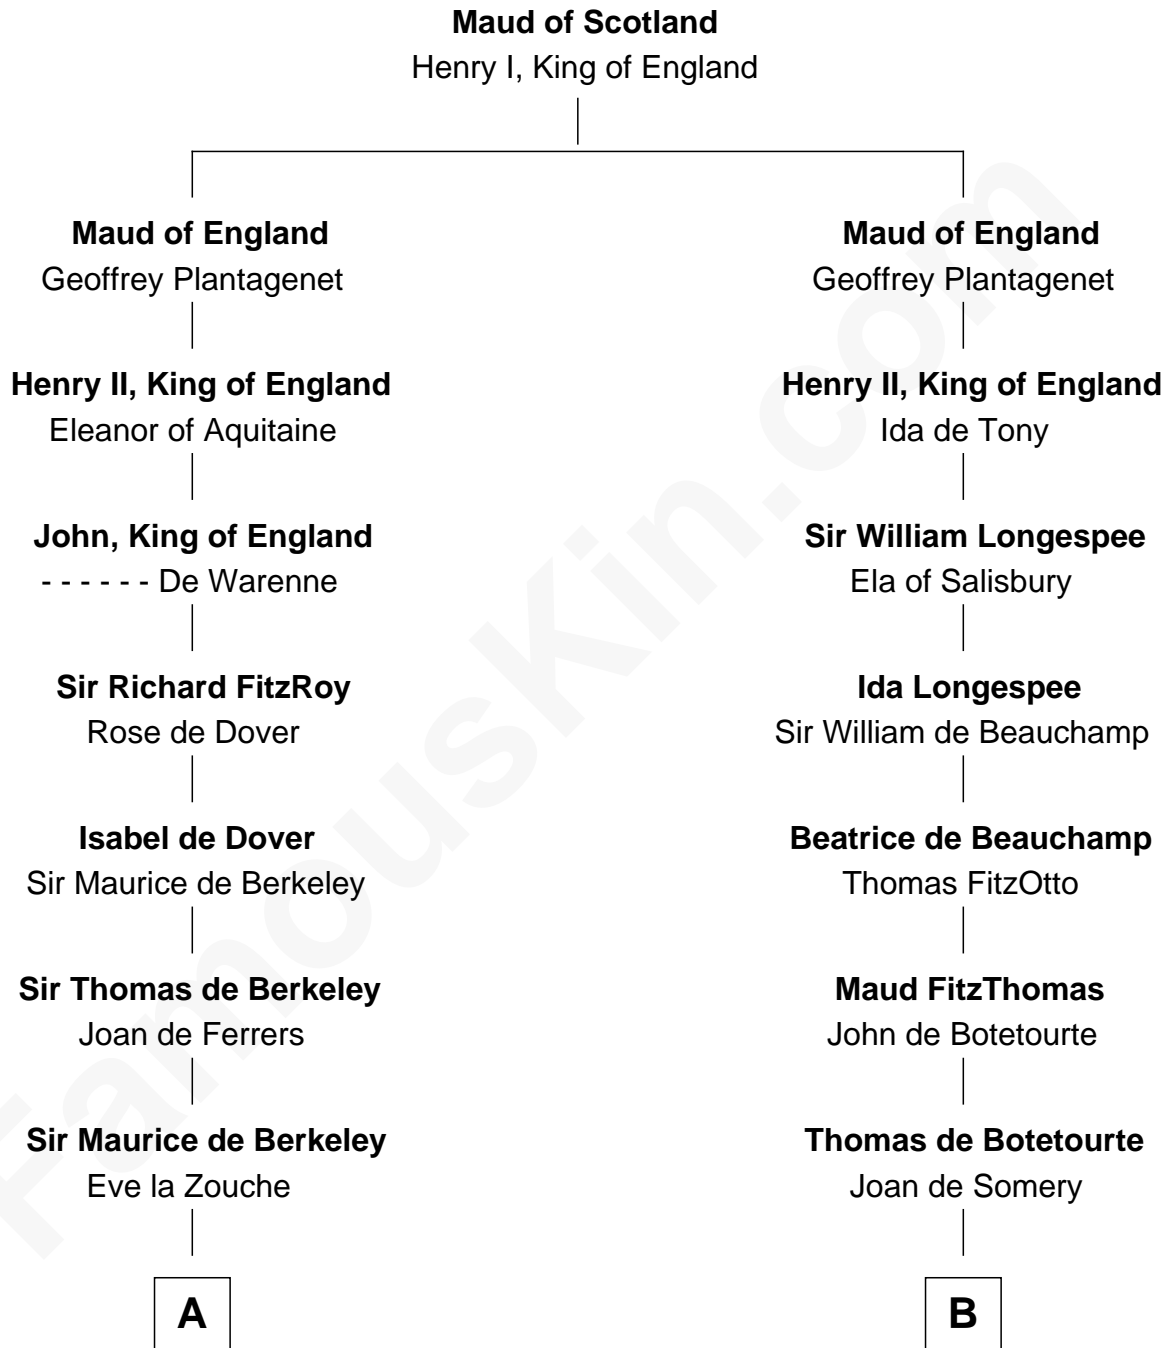 Maud of Scotland
Henry I, King of England
Maud of England
Geoffrey Plantagenet
Henry II, King of England
Eleanor of Aquitaine
John, King of England
- - - - - - De Warenne
Sir Richard FitzRoy
Rose de Dover
Isabel de Dover
Sir Maurice de Berkeley
Sir Thomas de Berkeley
Joan de Ferrers
Sir Maurice de Berkeley
Eve la Zouche
A
Maud of England
Geoffrey Plantagenet
Henry II, King of England
Ida de Tony
Sir William Longespee
Ela of Salisbury
Ida Longespee
Sir William de Beauchamp
Beatrice de Beauchamp
Thomas FitzOtto
Maud FitzThomas
John de Botetourte
Thomas de Botetourte
Joan de Somery
B
FamousKin.com